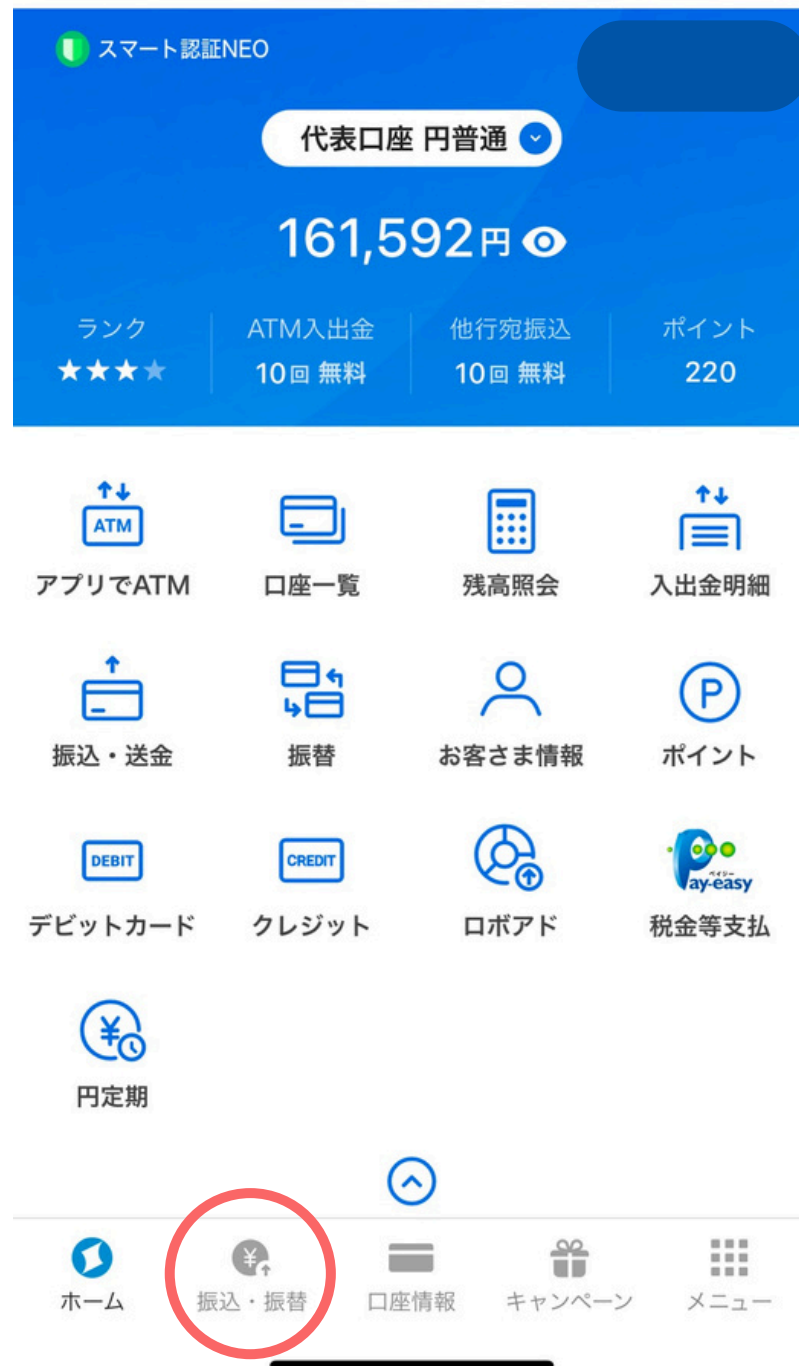 スマート認証NEO
代表口座 円普通
161,592円
ランク ATM入出金 他行宛振込 ポイント
★★★★ 10回 無料 10回 無料 220
ATM
アプリでATM 口座一覧 残高照会 入出金明細
振込・送金 振替 お客さま情報 ポイント
P
DEBIT CREDIT ペイジー
Pay-easy
デビットカード クレジット ロボアド 税金等支払
¥
円定期
¥
ホーム 振込・振替 口座情報 キャンペーン メニュー